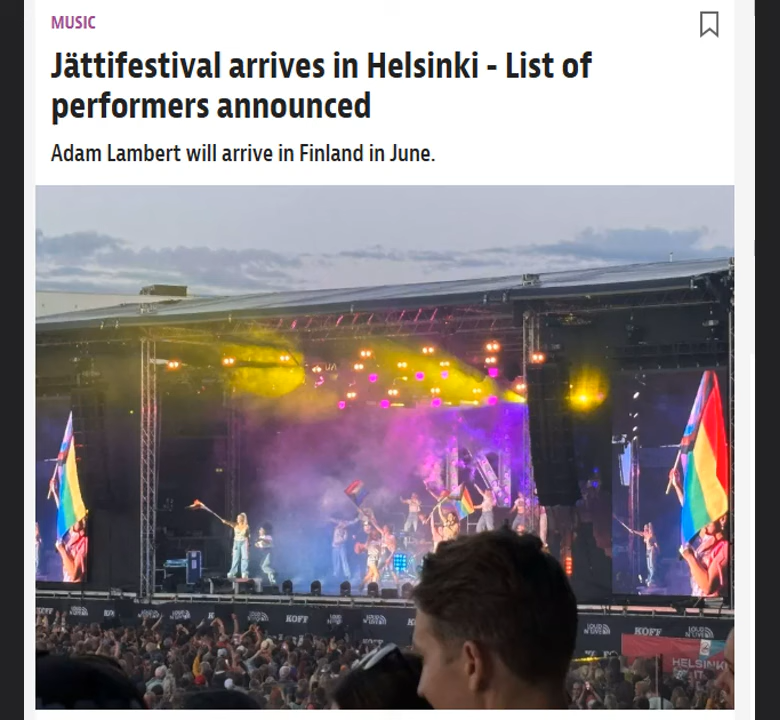 MUSIC
Jättifestival arrives in Helsinki - List of
performers announced
Adam Lambert will arrive in Finland in June.
KOFF
KOFF
HELSINKI